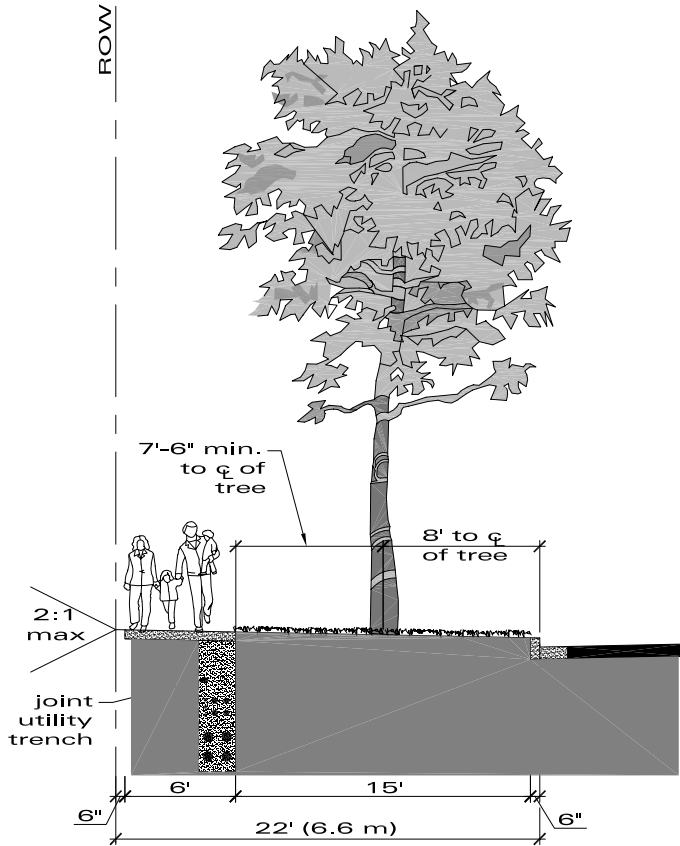 ROW
7'-6" min.
to ℄ of
tree
8' to ℄
of tree
2:1
max
joint
utility
trench
6'
15'
6"
6"
22' (6.6 m)